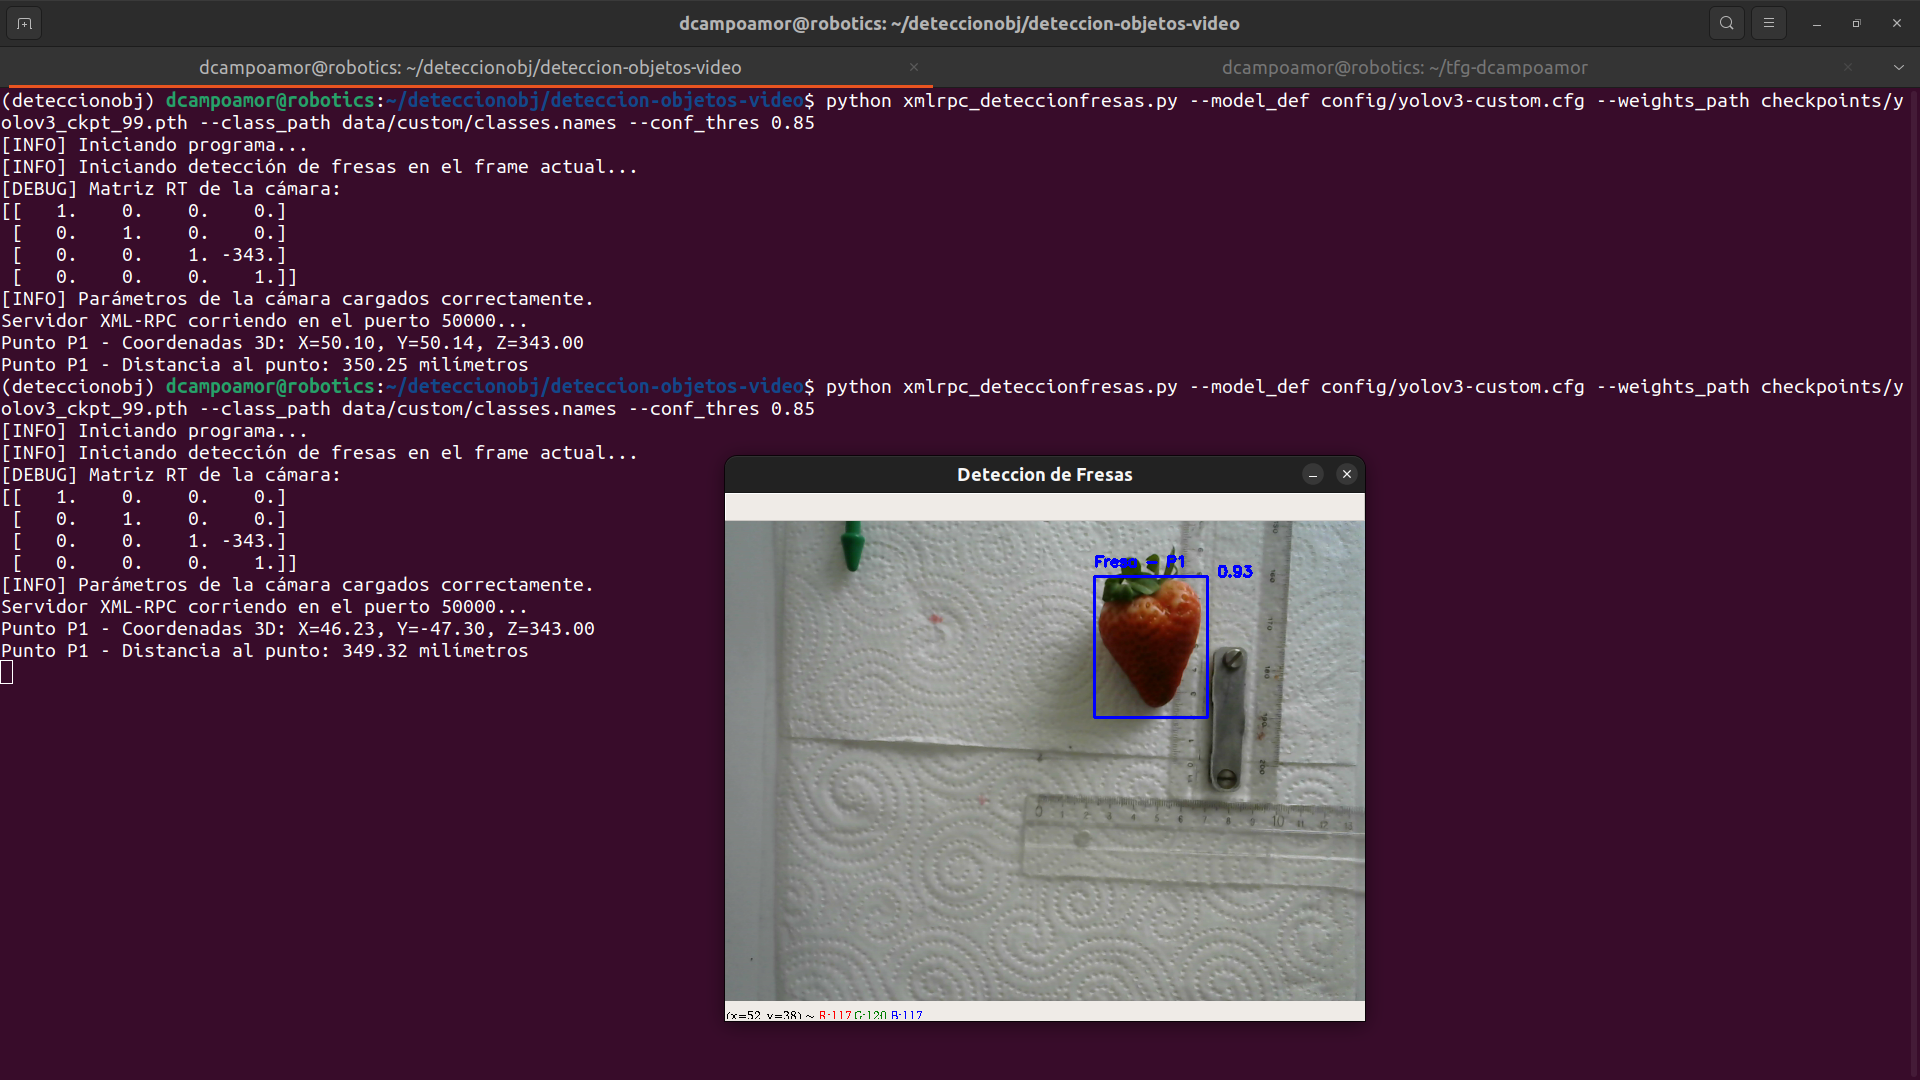 dcampoamor@robotics: ~/deteccionobj/deteccion-objetos-video
dcampoamor@robotics: ~/deteccionobj/deteccion-objetos-video
dcampoamor@robotics: ~/tfg-dcampoamor
(deteccionobj) dcampoamor@robotics:~/deteccionobj/deteccion-objetos-video$ python xmlrpc_deteccionfresas.py --model_def config/yolov3-custom.cfg --weights_path checkpoints/y
olov3_ckpt_99.pth --class_path data/custom/classes.names --conf_thres 0.85
[INFO] Iniciando programa...
[INFO] Iniciando detección de fresas en el frame actual...
[DEBUG] Matriz RT de la cámara:
[[   1.    0.    0.    0.]
 [   0.    1.    0.    0.]
 [   0.    0.    1. -343.]
 [   0.    0.    0.    1.]]
[INFO] Parámetros de la cámara cargados correctamente.
Servidor XML-RPC corriendo en el puerto 50000...
Punto P1 - Coordenadas 3D: X=50.10, Y=50.14, Z=343.00
Punto P1 - Distancia al punto: 350.25 milímetros
(deteccionobj) dcampoamor@robotics:~/deteccionobj/deteccion-objetos-video$ python xmlrpc_deteccionfresas.py --model_def config/yolov3-custom.cfg --weights_path checkpoints/y
olov3_ckpt_99.pth --class_path data/custom/classes.names --conf_thres 0.85
[INFO] Iniciando programa...
[INFO] Iniciando detección de fresas en el frame actual...
[DEBUG] Matriz RT de la cámara:
[[   1.    0.    0.    0.]
 [   0.    1.    0.    0.]
 [   0.    0.    1. -343.]
 [   0.    0.    0.    1.]]
[INFO] Parámetros de la cámara cargados correctamente.
Servidor XML-RPC corriendo en el puerto 50000...
Punto P1 - Coordenadas 3D: X=46.23, Y=-47.30, Z=343.00
Punto P1 - Distancia al punto: 349.32 milímetros
Deteccion de Fresas
Fresa - P1
0.93
0 1 2 3 4 5 6 7 8 9 10 11 12
(x=52, y=38) ~ R:117 G:120 B:117